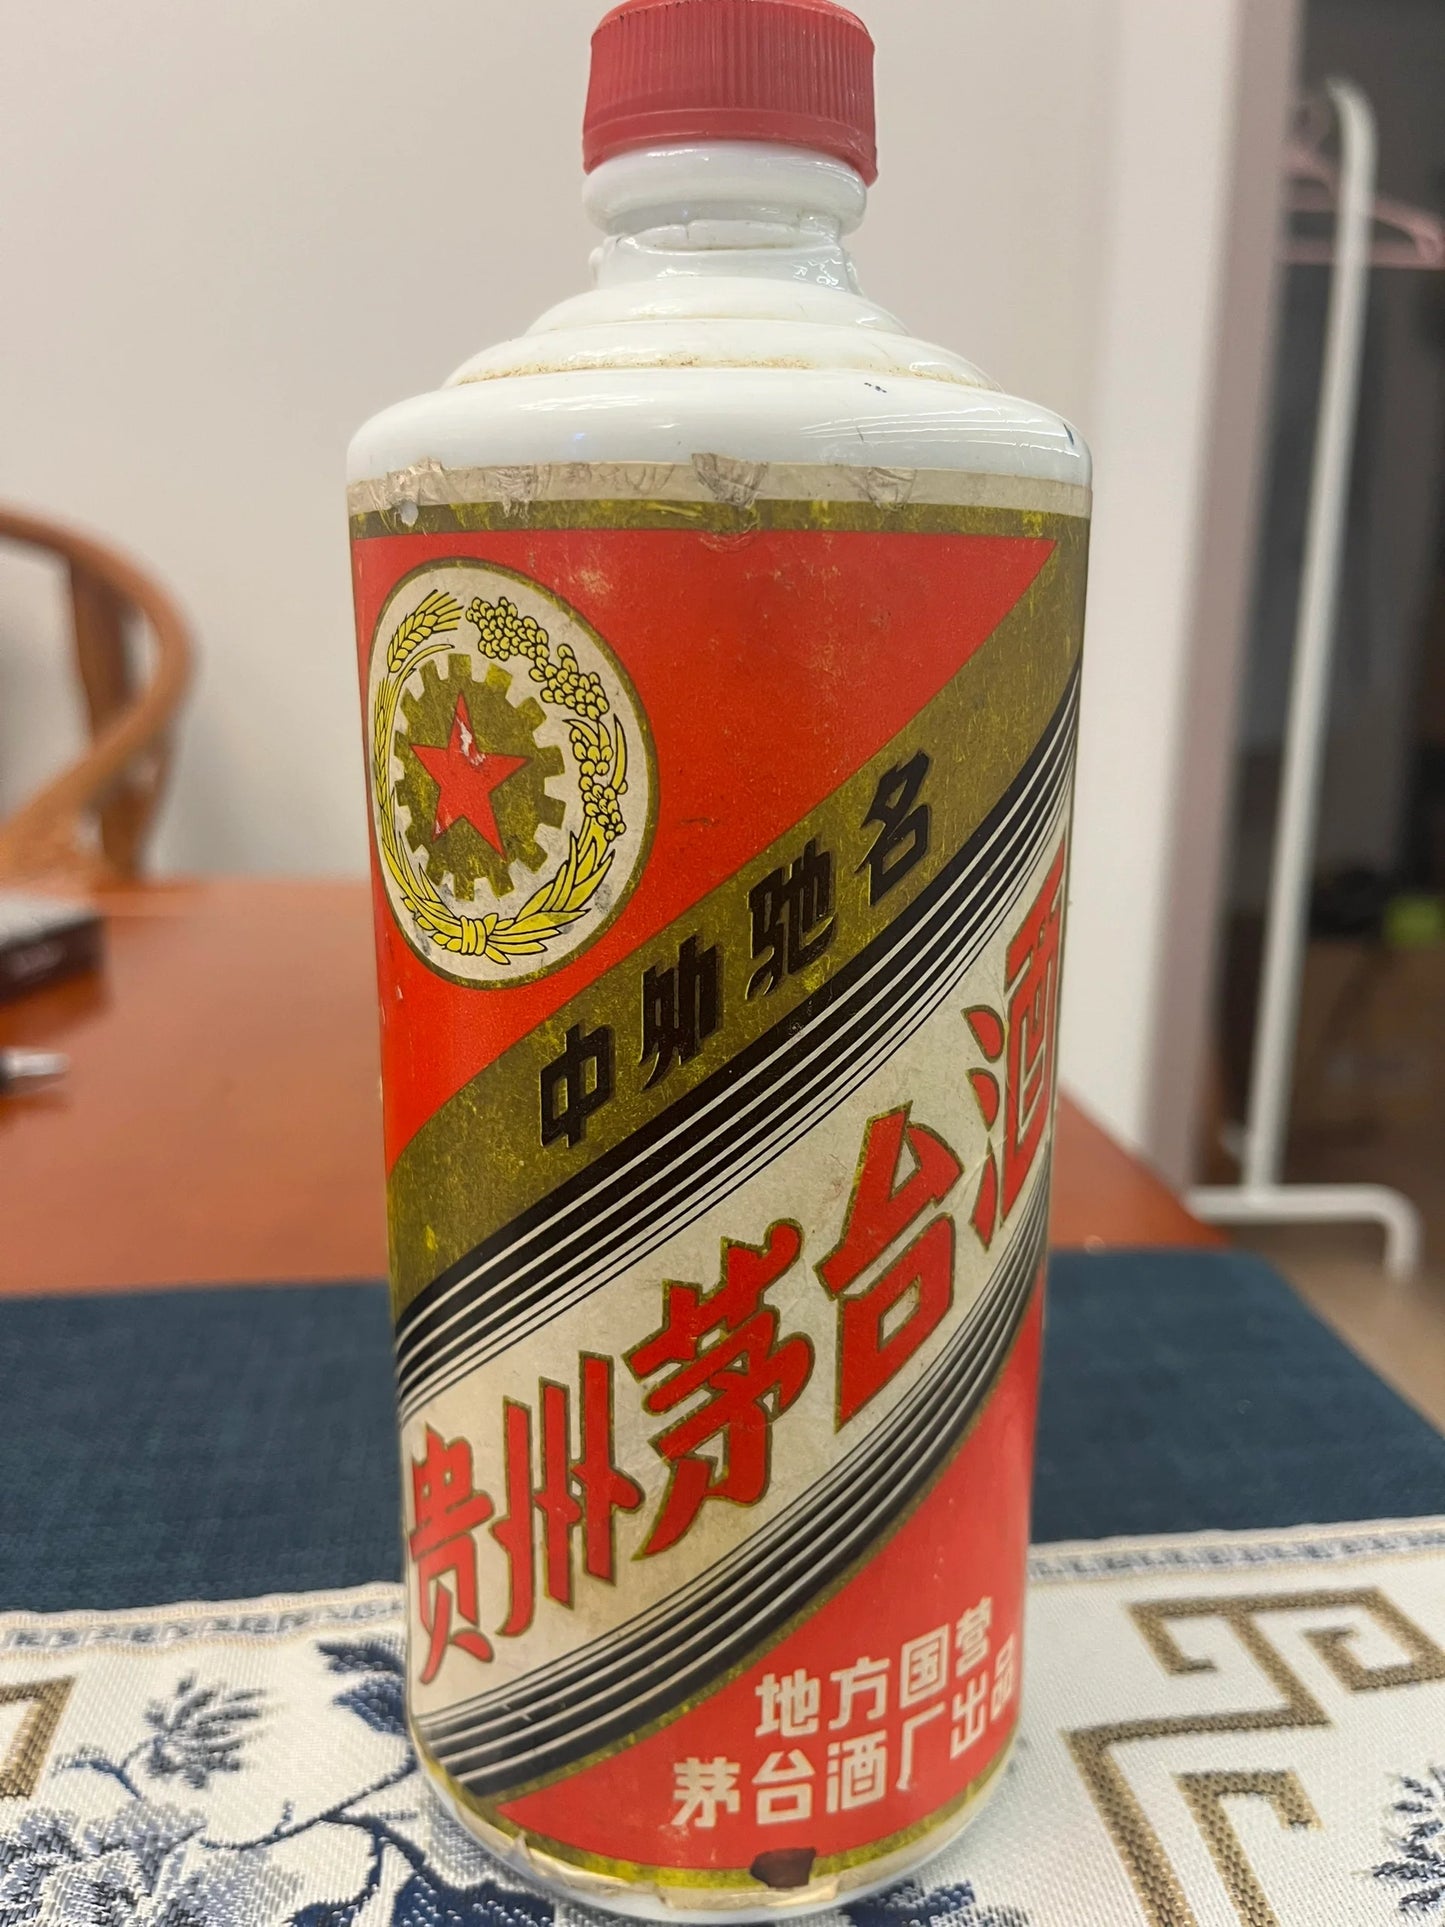 中外驰名
贵州茅台酒
地方国营
茅台酒厂出品